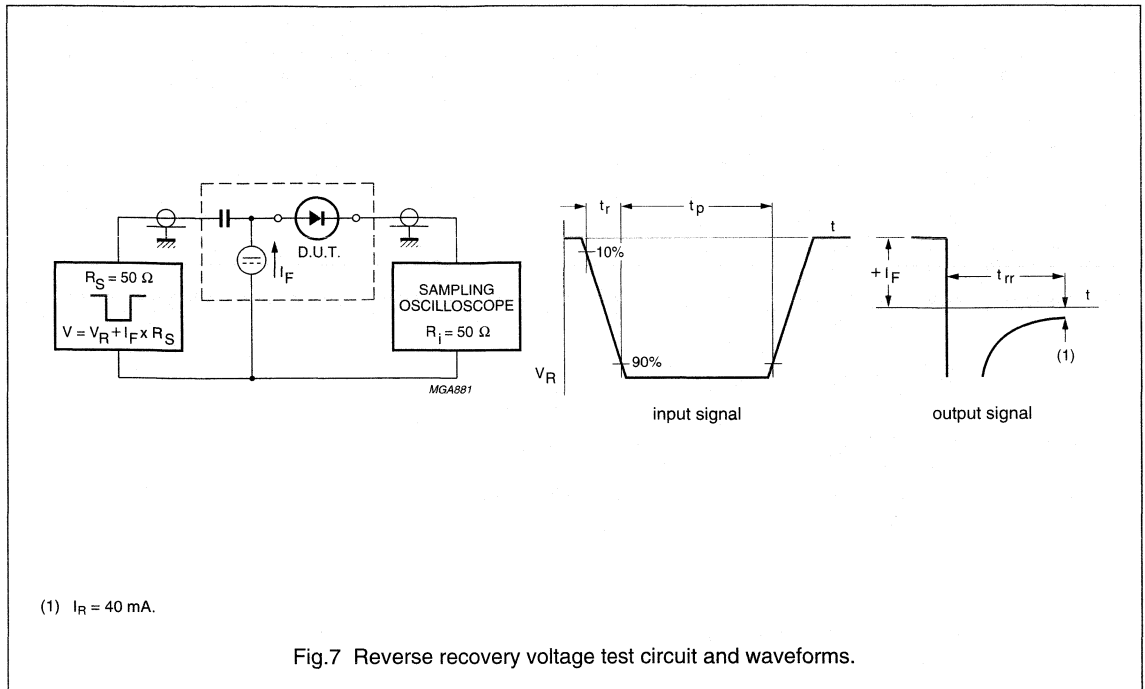 R_S = 50 Ω
V = V_R + I_F x R_S
I_F
D.U.T.
SAMPLING
OSCILLOSCOPE
R_i = 50 Ω
MGA881
t_r
t_p
t
10%
90%
V_R
input signal
+ I_F
t_rr
t
(1)
output signal
(1) I_R = 40 mA.
Fig.7 Reverse recovery voltage test circuit and waveforms.